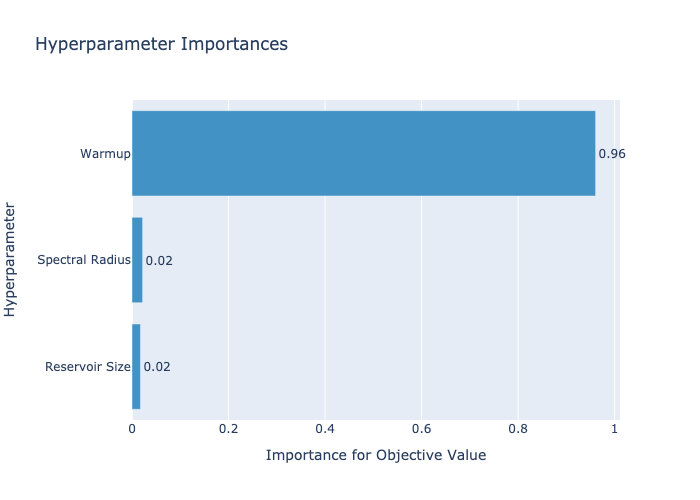 Hyperparameter Importances
Hyperparameter
Warmup
0.96
Spectral Radius
0.02
Reservoir Size
0.02
0 0.2 0.4 0.6 0.8 1
Importance for Objective Value